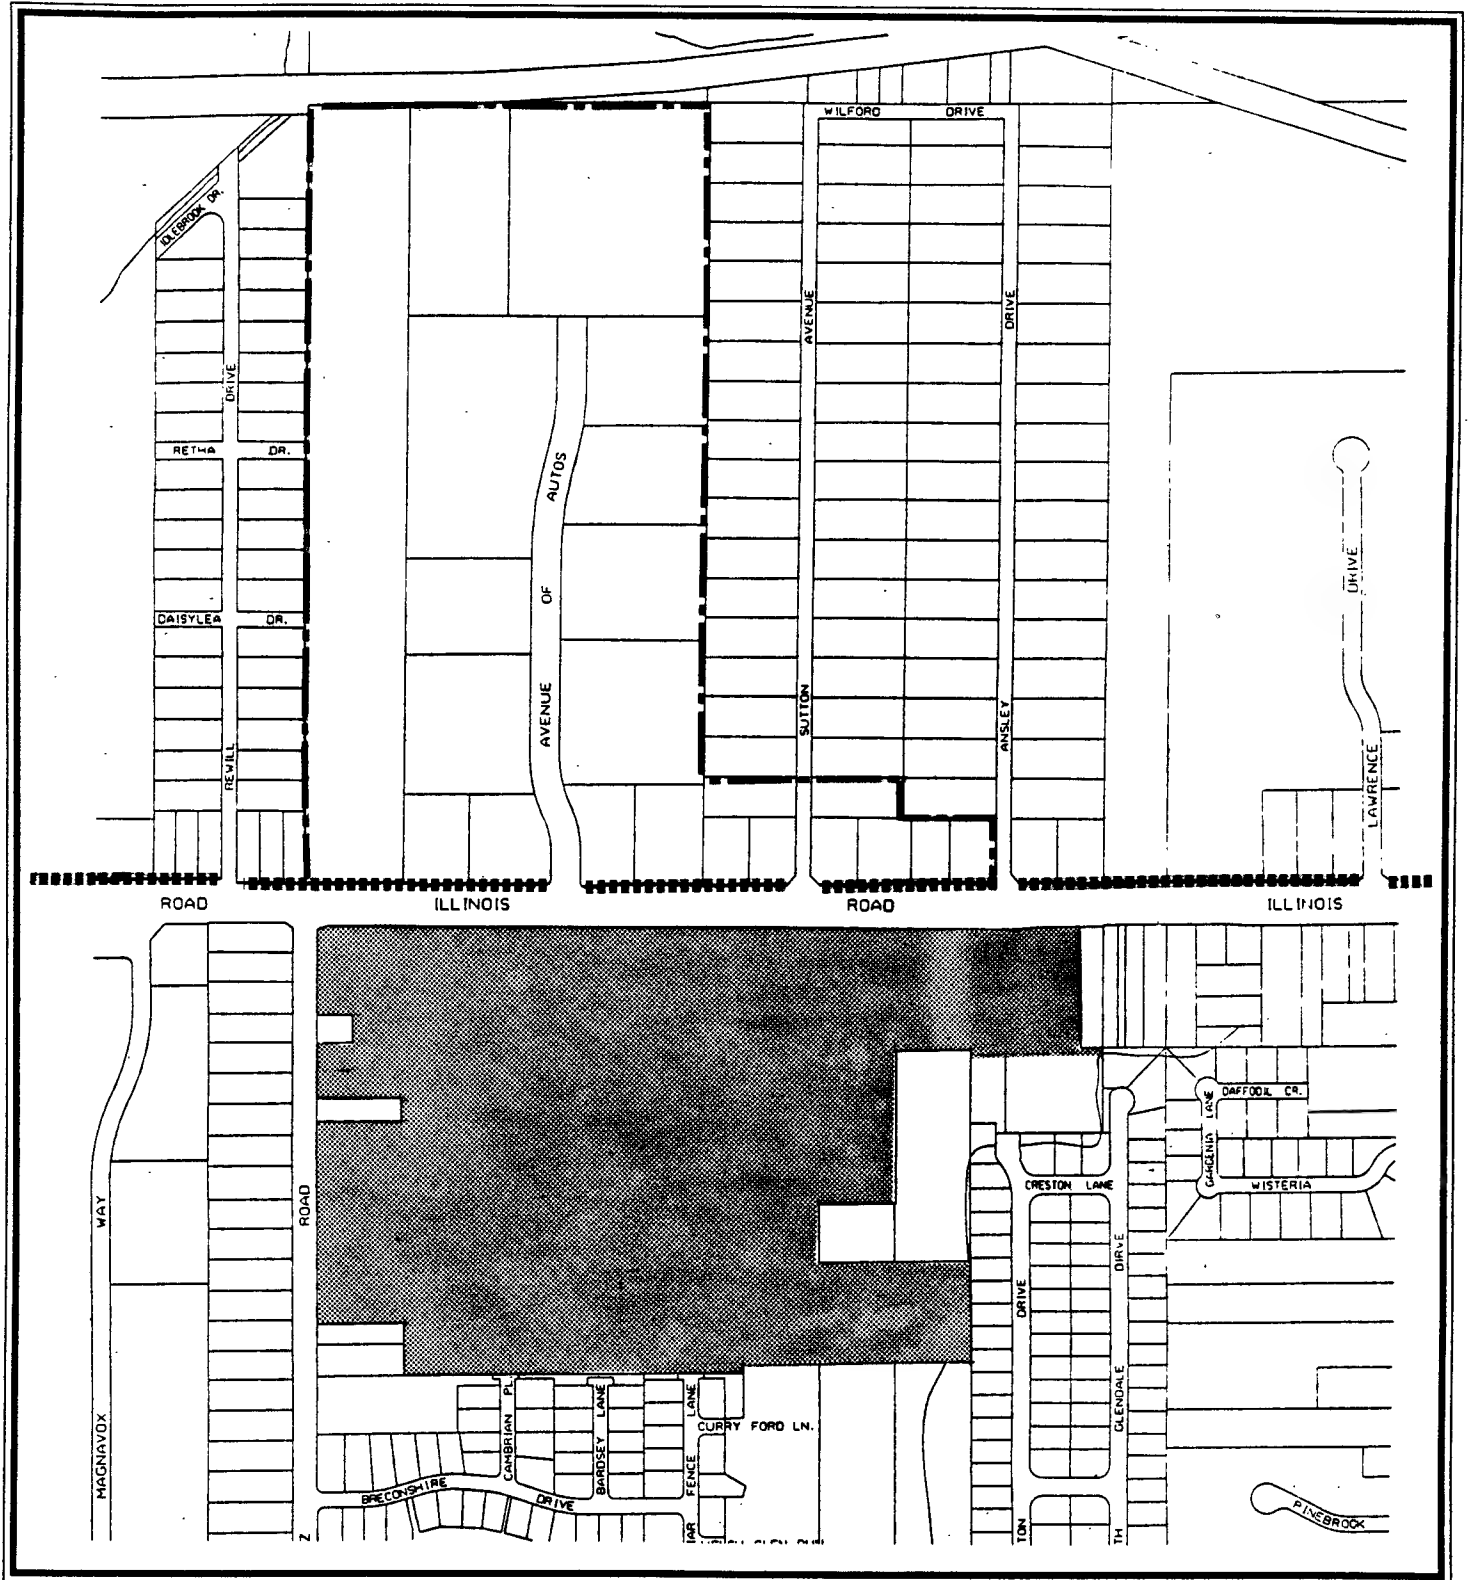 WILFORD DRIVE
IDLEBROOK DR.
DRIVE
REWILL
RETHA DR.
DAISYLEA DR.
AVENUE OF AUTOS
SUTTON AVENUE
ANSLEY DRIVE
LAWRENCE DRIVE
ROAD ILLINOIS ROAD ILLINOIS
MAGNAVOX WAY
ROAD
Z
DAFFODIL CR.
GARDENIA LANE
WISTERIA
CRESTON LANE
DRIVE
TON
GLENDALE DIRVE
TH
CAMBRIAN PL.
BARDSEY LANE
FENCE LANE
CURRY FORD LN.
BRECONSHIRE DRIVE
PINEBROOK